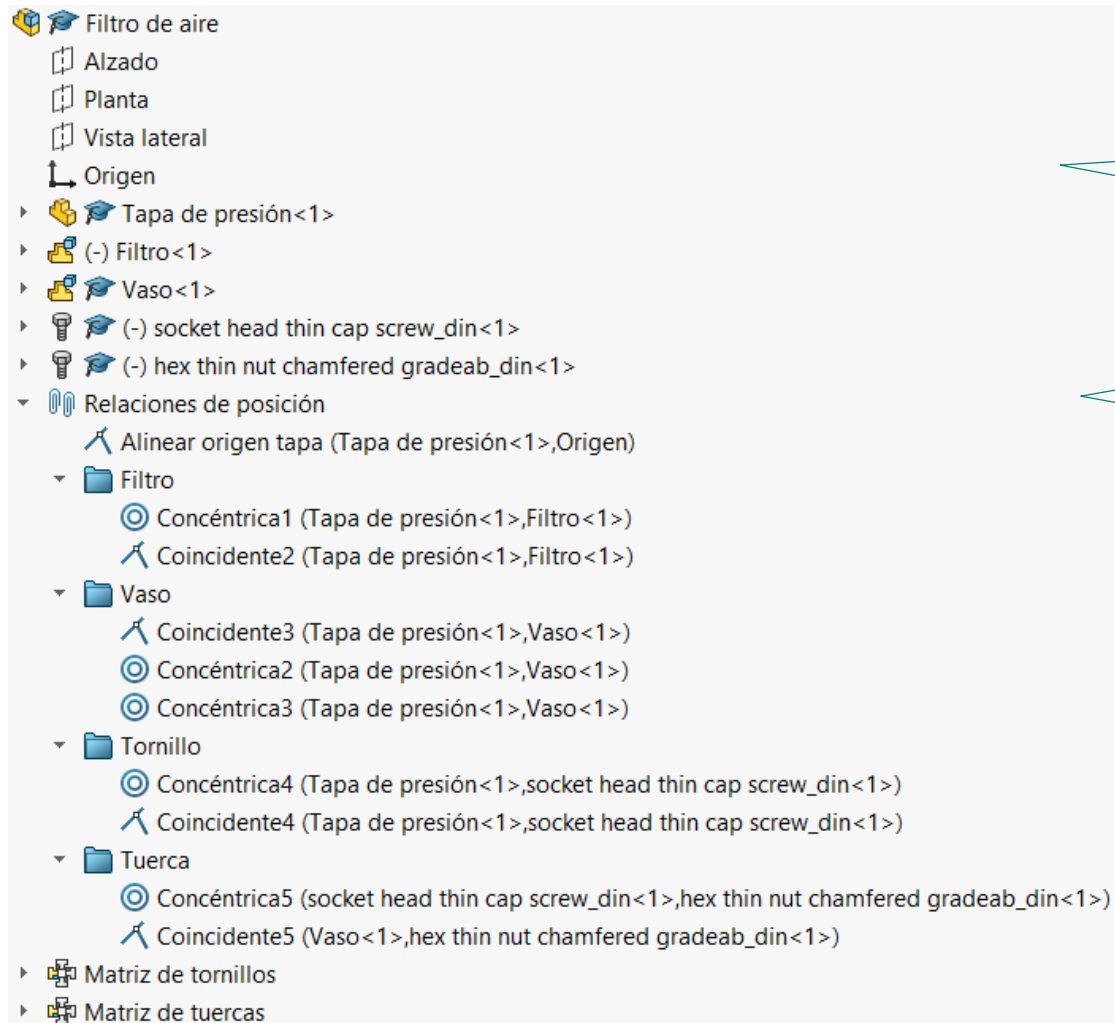 Filtro de aire
Alzado
Planta
Vista lateral
Origen
Tapa de presión<1>
(-) Filtro<1>
Vaso<1>
(-) socket head thin cap screw_din<1>
(-) hex thin nut chamfered gradeab_din<1>
Relaciones de posición
Alinear origen tapa (Tapa de presión<1>,Origen)
Filtro
Concéntrica1 (Tapa de presión<1>,Filtro<1>)
Coincidente2 (Tapa de presión<1>,Filtro<1>)
Vaso
Coincidente3 (Tapa de presión<1>,Vaso<1>)
Concéntrica2 (Tapa de presión<1>,Vaso<1>)
Concéntrica3 (Tapa de presión<1>,Vaso<1>)
Tornillo
Concéntrica4 (Tapa de presión<1>,socket head thin cap screw_din<1>)
Coincidente4 (Tapa de presión<1>,socket head thin cap screw_din<1>)
Tuerca
Concéntrica5 (socket head thin cap screw_din<1>,hex thin nut chamfered gradeab_din<1>)
Coincidente5 (Vaso<1>,hex thin nut chamfered gradeab_din<1>)
Matriz de tornillos
Matriz de tuercas